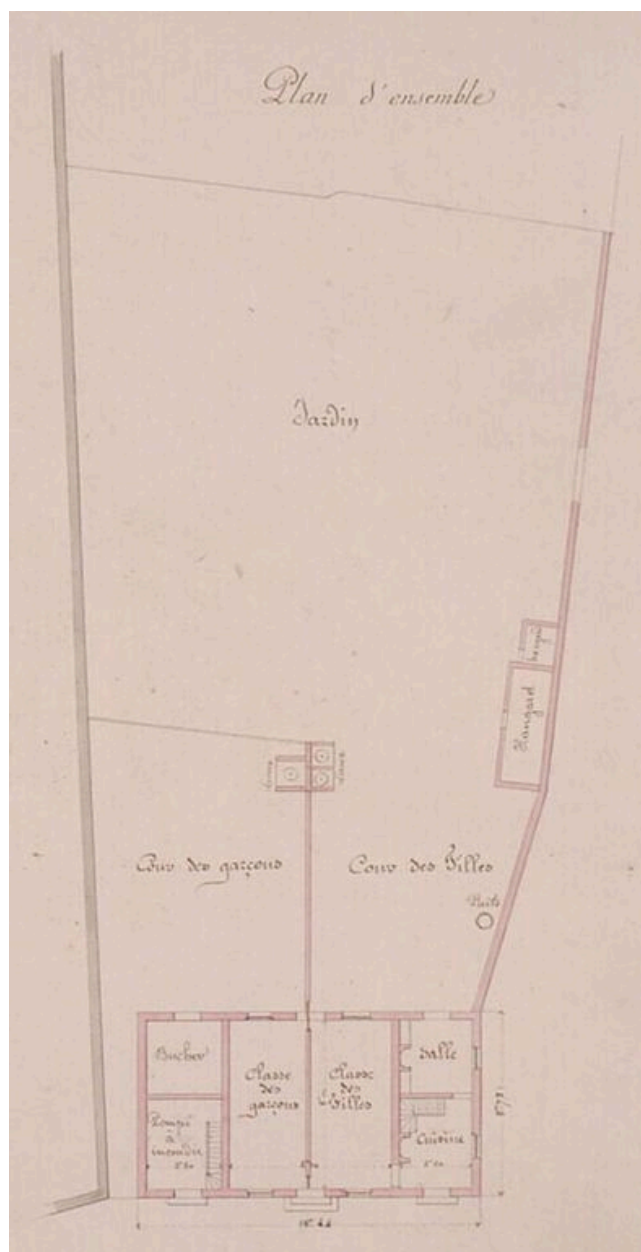 Plan d'ensemble
Jardin
Hangard
Cour des garçons
Cour des Filles
Puits
Bucher
Classe
des
garçons
Classe
des
Filles
Salle
Pompe
à
incendie
Cuisine